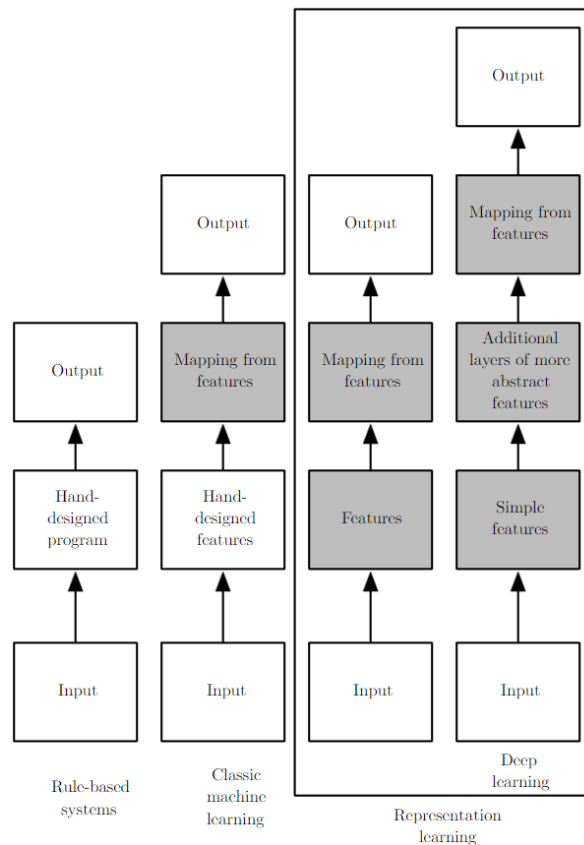 Output
Mapping from
features
Additional
layers of more
abstract
features
Simple
features
Input
Deep
learning
Output
Mapping from
features
Features
Input
Representation
learning
Output
Mapping from
features
Hand-
designed
features
Input
Classic
machine
learning
Output
Hand-
designed
program
Input
Rule-based
systems